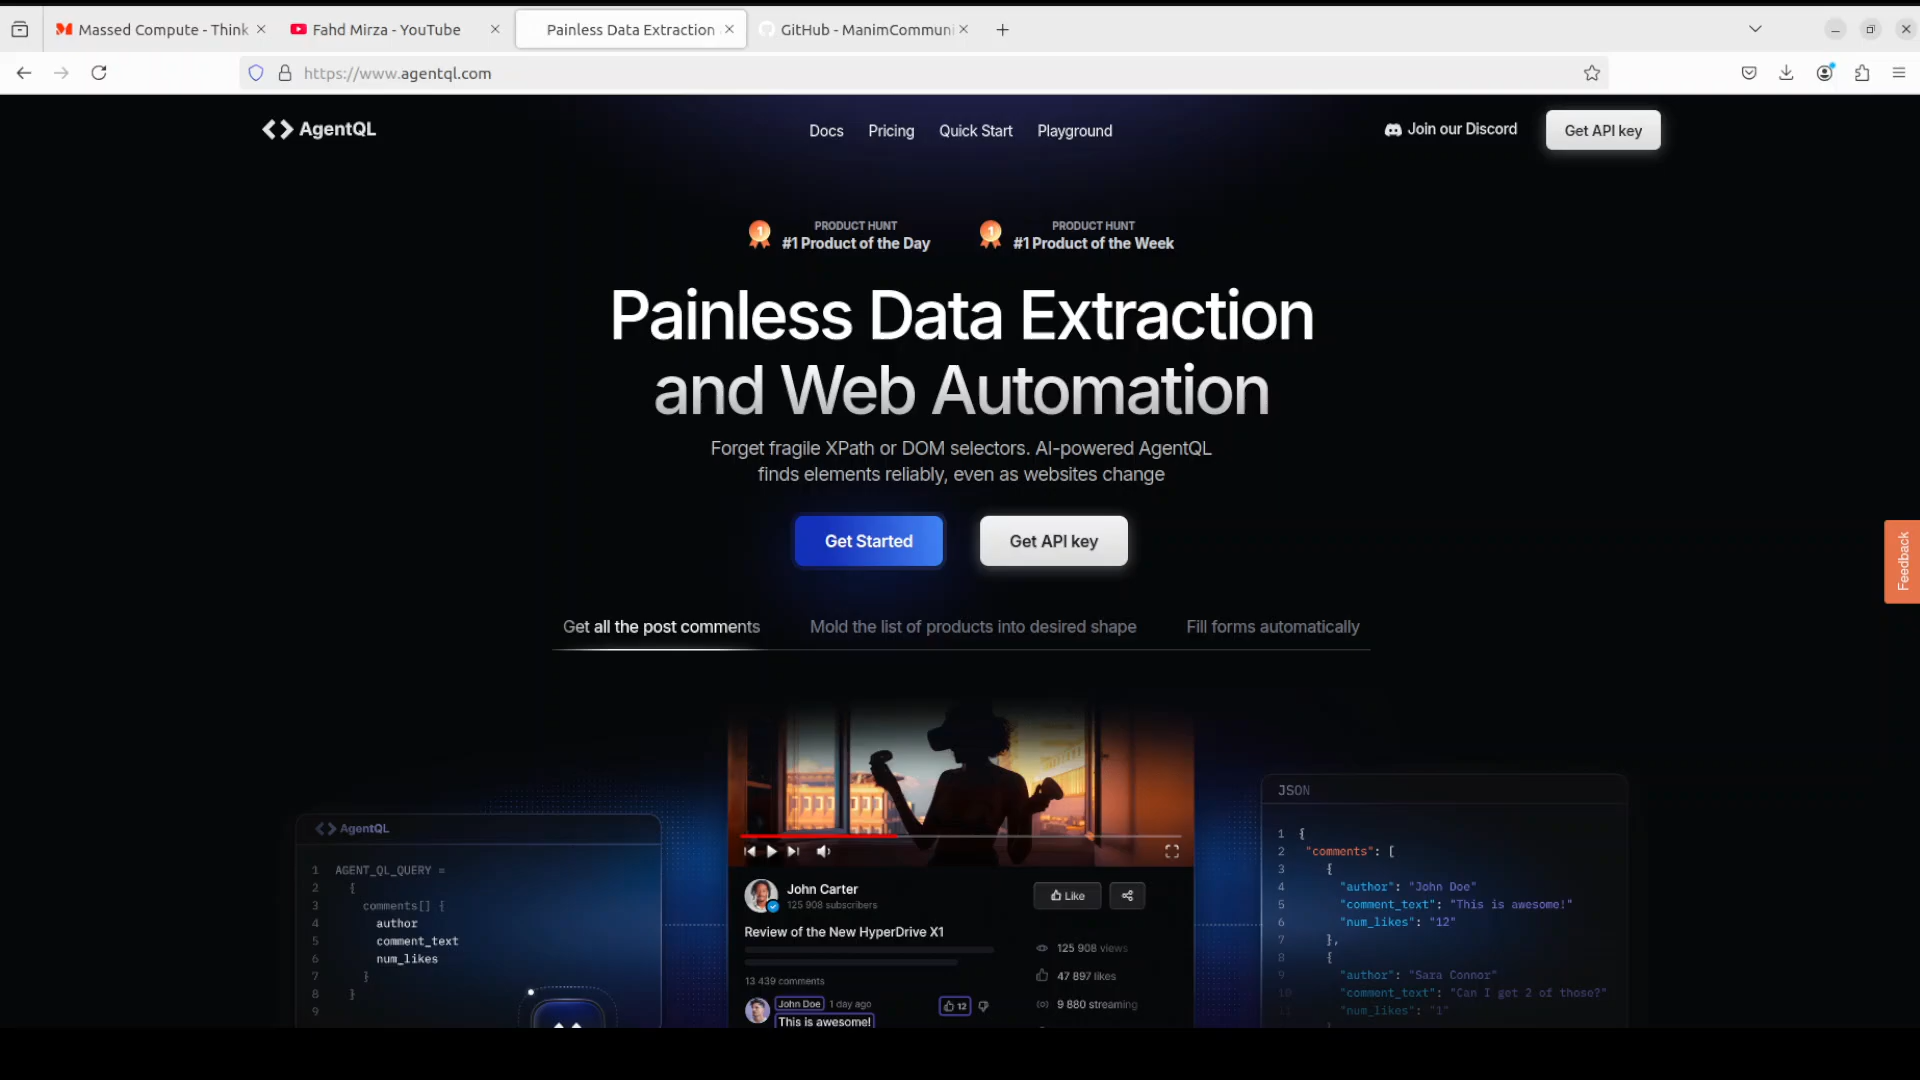 Massed Compute - Think
Fahd Mirza - YouTube
Painless Data Extraction
GitHub - ManimCommuni
https://www.agentql.com
AgentQL
Docs
Pricing
Quick Start
Playground
Join our Discord
Get API key
PRODUCT HUNT
#1 Product of the Day
PRODUCT HUNT
#1 Product of the Week
Painless Data Extraction
and Web Automation
Forget fragile XPath or DOM selectors. AI-powered AgentQL
finds elements reliably, even as websites change
Get Started
Get API key
Feedback
Get all the post comments
Mold the list of products into desired shape
Fill forms automatically
AgentQL
1 AGENT_QL_QUERY =
2 {
3 comments[] {
4 author
5 comment_text
6 num_likes
7 }
8 }
9
John Carter
125 908 subscribers
Like
Review of the New HyperDrive X1
125 908 views
47 897 likes
9 880 streaming
13 439 comments
John Doe 1 day ago
12
This is awesome!
JSON
1 {
2 "comments": [
3 {
4 "author": "John Doe"
5 "comment_text": "This is awesome!"
6 "num_likes": "12"
7 },
8 {
9 "author": "Sara Connor"
10 "comment_text": "Can I get 2 of those?"
11 "num_likes": "1"